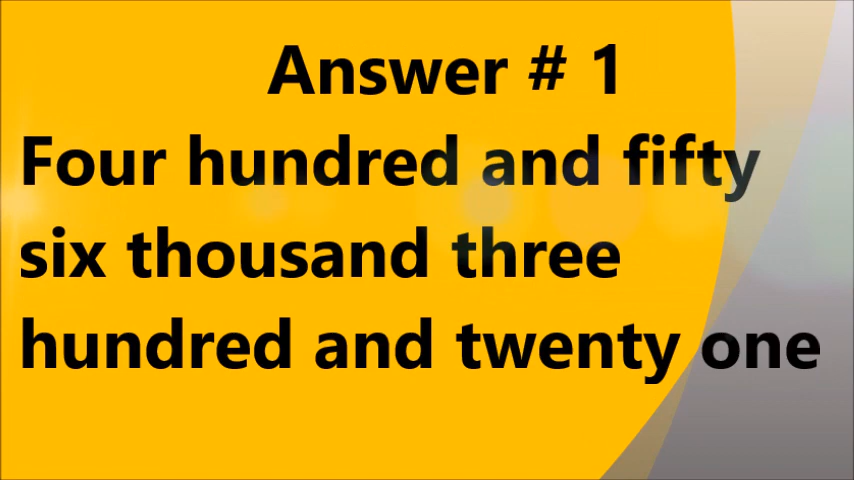 Answer # 1
Four hundred and fifty
six thousand three
hundred and twenty one